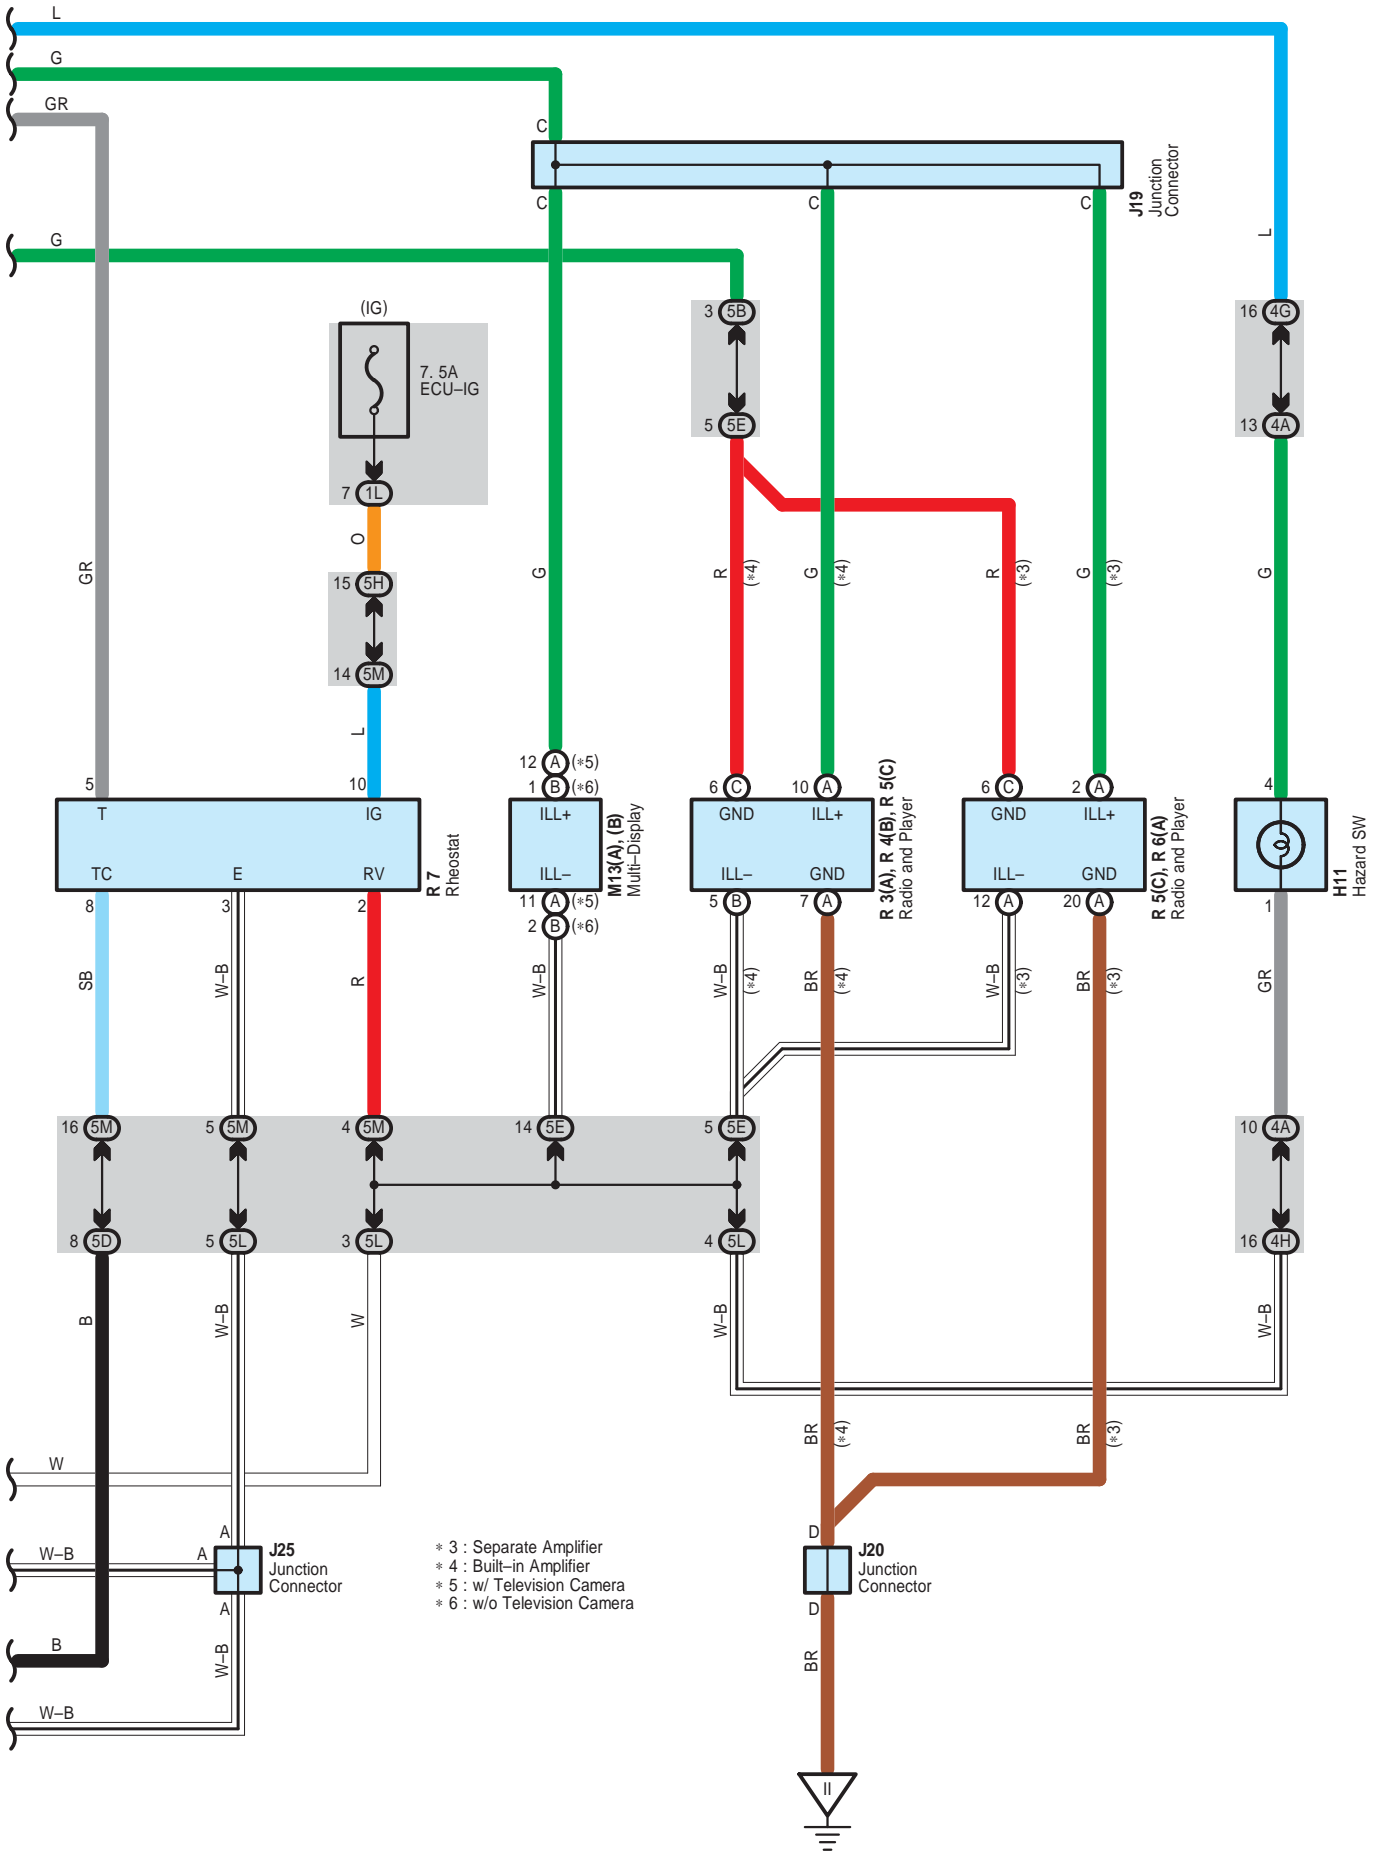 L
G
GR
C
J19
Junction
Connector
C
C
C
G
L
(IG)
7. 5A
ECU–IG
3 5B
16 4G
5 5E
13 4A
7 1L
O
GR
15 5H
G
R
(*4)
G
(*4)
R
(*3)
G
(*3)
G
14 5M
L
12 A (*5)
1 B (*6)
5
10
6 C
10 A
6 C
2 A
4
T
IG
TC
E
RV
R 7
Rheostat
ILL+
ILL–
M13(A), (B)
Multi–Display
GND
ILL+
ILL–
GND
R 3(A), R 4(B), R 5(C)
Radio and Player
GND
ILL+
ILL–
GND
R 5(C), R 6(A)
Radio and Player
H11
Hazard SW
8
3
2
11 A (*5)
2 B (*6)
5 B
7 A
12 A
20 A
1
SB
W–B
R
W–B
W–B
(*4)
BR
(*4)
W–B
(*3)
BR
(*3)
GR
16 5M
5 5M
4 5M
14 5E
5 5E
10 4A
8 5D
5 5L
3 5L
4 5L
16 4H
B
W–B
W
W–B
W–B
BR
(*4)
BR
(*3)
W
A
W–B
A
J25
Junction
Connector
A
* 3 : Separate Amplifier
* 4 : Built–in Amplifier
* 5 : w/ Television Camera
* 6 : w/o Television Camera
D
J20
Junction
Connector
D
B
W–B
BR
W–B
II